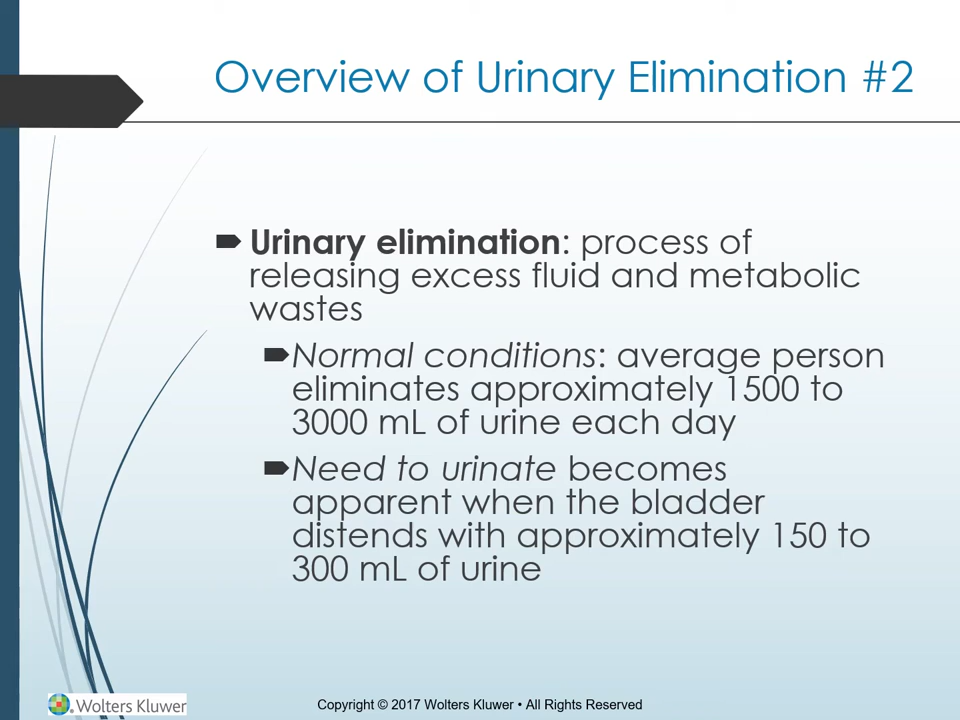 Overview of Urinary Elimination #2
Urinary elimination: process of
releasing excess fluid and metabolic
wastes
Normal conditions: average person
eliminates approximately 1500 to
3000 mL of urine each day
Need to urinate becomes
apparent when the bladder
distends with approximately 150 to
300 mL of urine
Wolters Kluwer
Copyright © 2017 Wolters Kluwer • All Rights Reserved